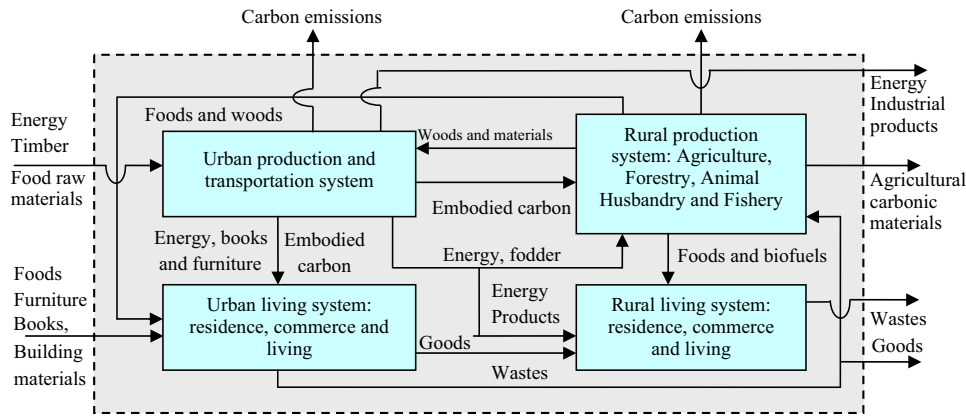 Carbon emissions
Carbon emissions
Energy
Timber
Food raw
materials
Foods and woods
Woods and materials
Energy
Industrial
products
Urban production and
transportation system
Rural production
system: Agriculture,
Forestry, Animal
Husbandry and Fishery
Embodied carbon
Agricultural
carbonic
materials
Energy, books
and furniture
Embodied
carbon
Energy, fodder
Foods and biofuels
Foods
Furniture
Books,
Building
materials
Urban living system:
residence, commerce and
living
Energy
Products
Rural living system:
residence, commerce
and living
Goods
Wastes
Wastes
Goods